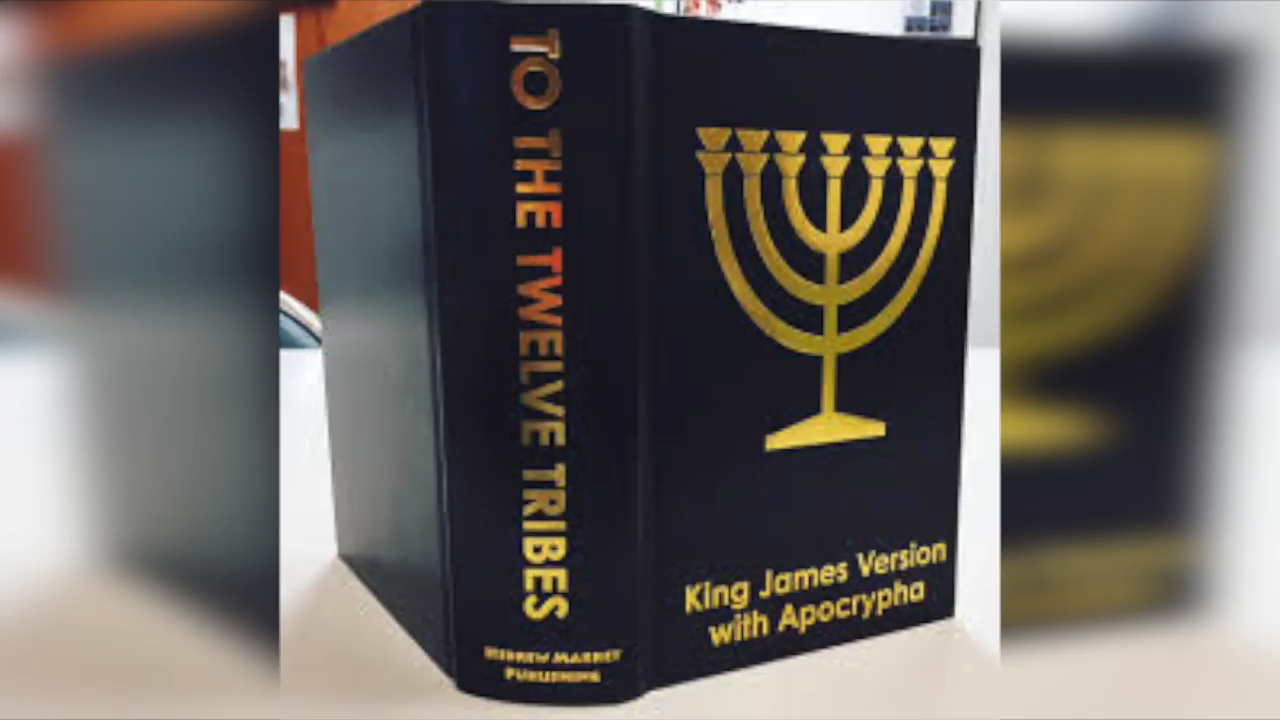 TO THE TWELVE TRIBES
HEBREW MARKET
PUBLISHING
King James Version
with Apocrypha